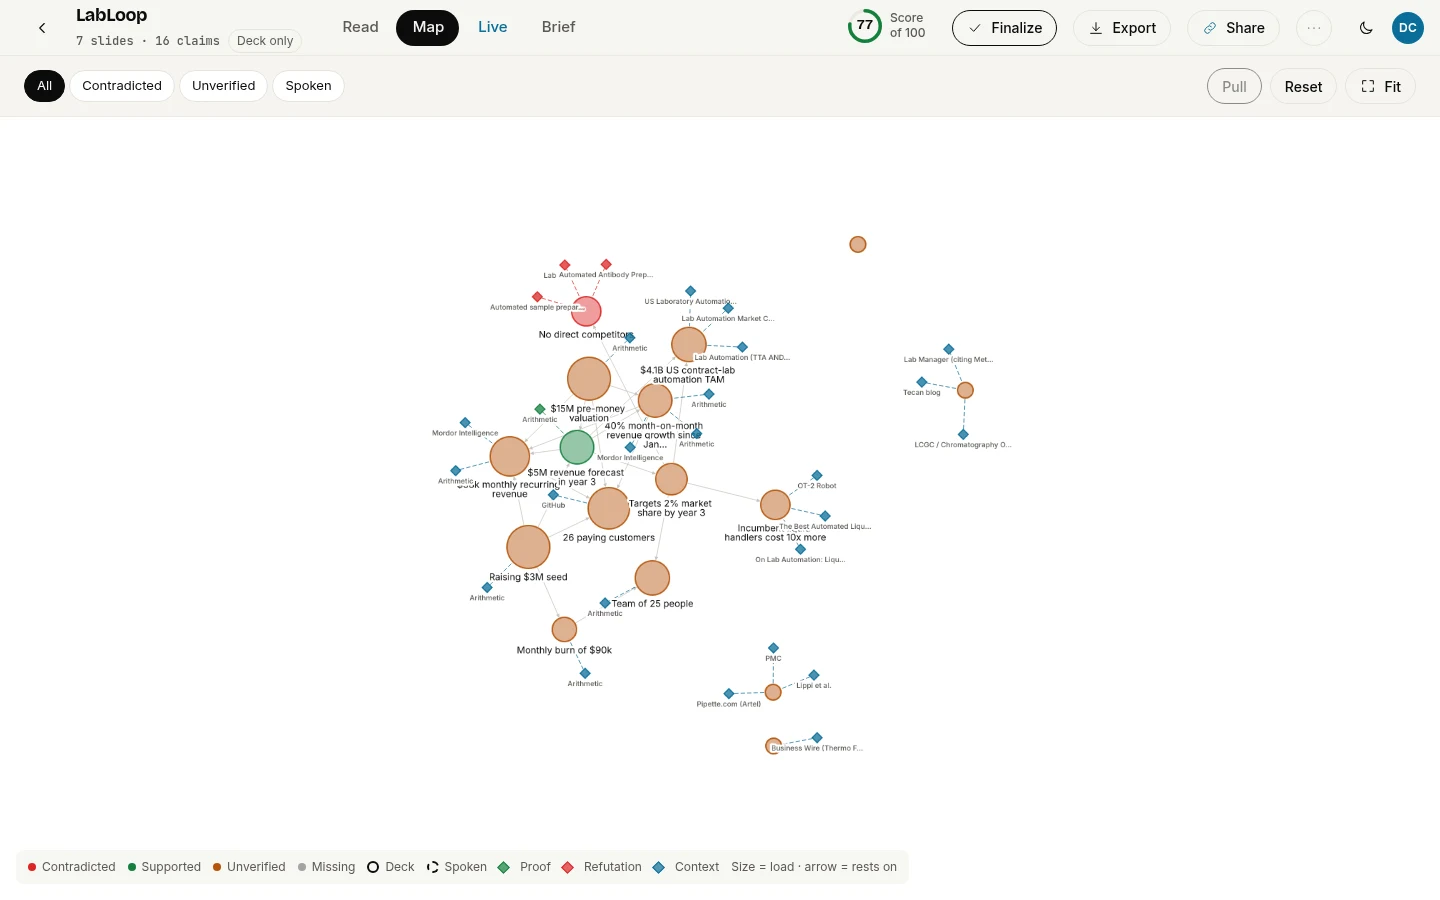 LabLoop
7 slides · 16 claims
Deck only
Read
Map
Live
Brief
77
Score
of 100
Finalize
Export
Share
DC
All
Contradicted
Unverified
Spoken
Pull
Reset
Fit
Lab
Automated Antibody Prep...
Automated sample prepar...
No direct competitors
Arithmetic
US Laboratory Automatio...
Lab Automation Market C...
Lab Automation (TTA AND...
$4.1B US contract-lab
automation TAM
Lab Manager (citing Met...
Tecan blog
LCGC / Chromatography O...
$15M pre-money
valuation
Arithmetic
Arithmetic
40% month-on-month
revenue growth since
Jan...
Arithmetic
Mordor Intelligence
Mordor Intelligence
$5M revenue forecast
in year 3
Arithmetic
monthly recurring
revenue
GitHub
Targets 2% market
share by year 3
OT-2 Robot
The Best Automated Liqu...
handlers cost 10x more
On Lab Automation: Liqu...
26 paying customers
Raising $3M seed
Arithmetic
Team of 25 people
Arithmetic
Monthly burn of $90k
Arithmetic
PMC
Lippi et al.
Pipette.com (Artel)
Business Wire (Thermo F...
Contradicted
Supported
Unverified
Missing
Deck
Spoken
Proof
Refutation
Context
Size = load · arrow = rests on